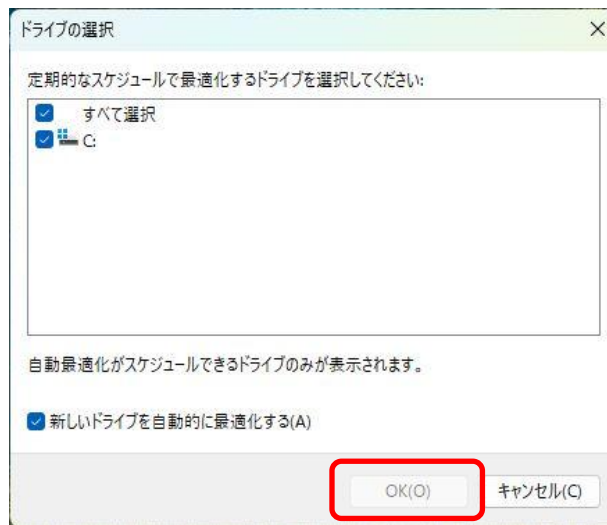 ドライブの選択
定期的なスケジュールで最適化するドライブを選択してください:
すべて選択
C:
自動最適化がスケジュールできるドライブのみが表示されます。
新しいドライブを自動的に最適化する(A)
OK(O)
キャンセル(C)